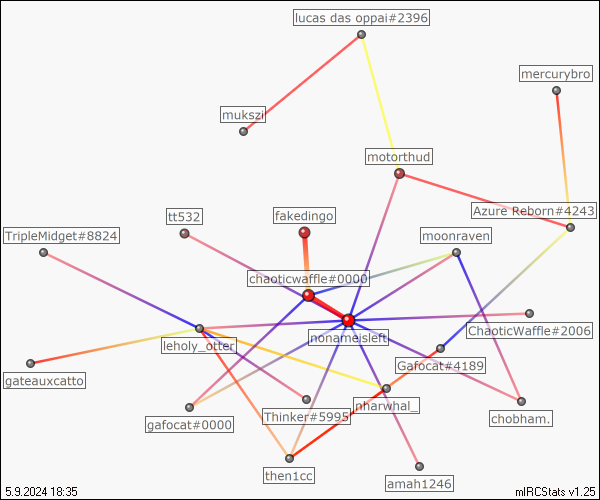 lucas das oppai#2396
mercurybro
mukszi
motorthud
Azure Reborn#4243
tt532
fakedingo
TripleMidget#8824
moonraven
chaoticwaffle#0000
ChaoticWaffle#2006
nonameisleft
leholy_otter
Gafocat#4189
gateauxcatto
nharwhal_
Thinker#5995
chobham.
gafocat#0000
then1cc
amah1246
5.9.2024 18:35
mIRCStats v1.25